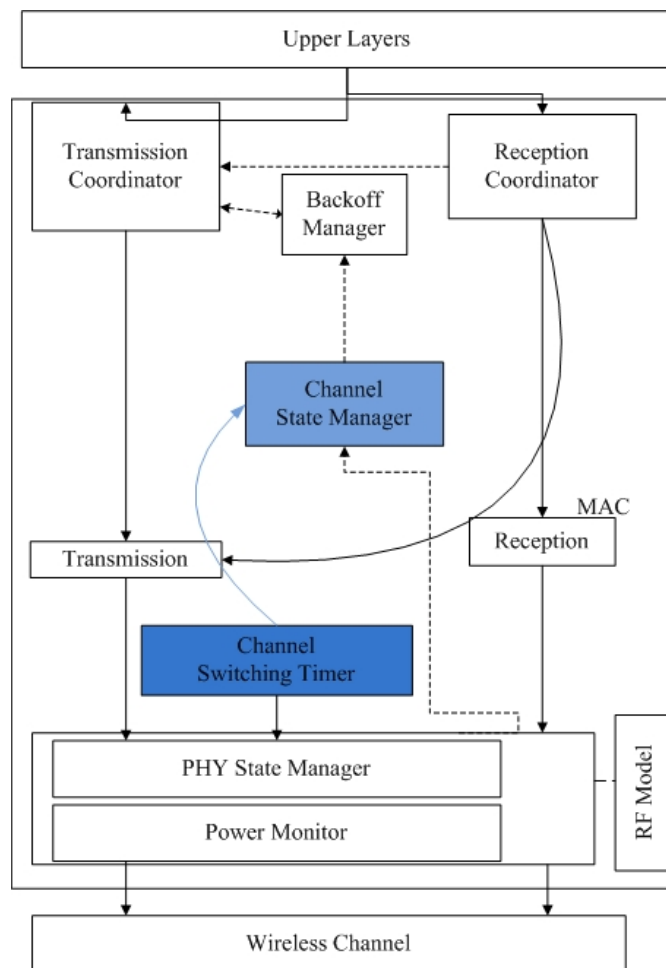 Upper Layers
Transmission
Coordinator
Reception
Coordinator
Backoff
Manager
Channel
State Manager
MAC
Transmission
Reception
Channel
Switching Timer
PHY State Manager
RF Model
Power Monitor
Wireless Channel